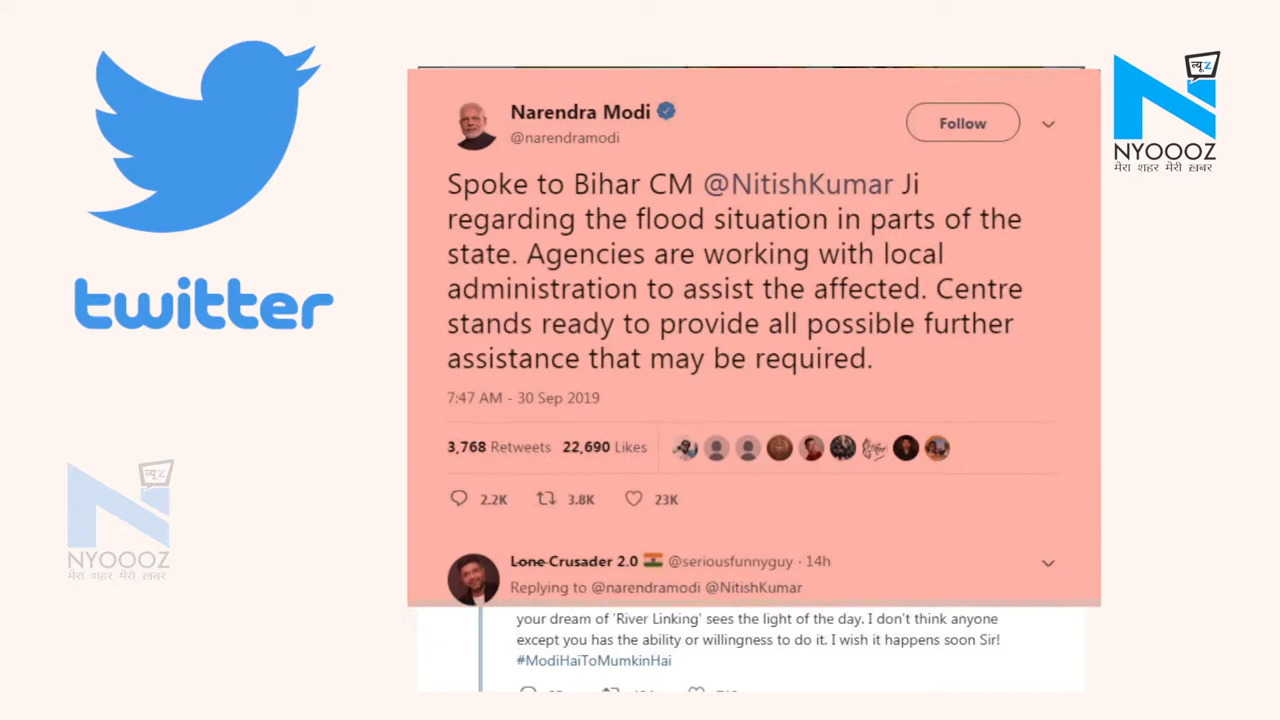 twitter
Narendra Modi
@narendramodi
Follow
Spoke to Bihar CM @NitishKumar Ji
regarding the flood situation in parts of the
state. Agencies are working with local
administration to assist the affected. Centre
stands ready to provide all possible further
assistance that may be required.
7:47 AM - 30 Sep 2019
3,768 Retweets 22,690 Likes
2.2K 3.8K 23K
Lone Crusader 2.0 @seriousfunnyguy · 14h
Replying to @narendramodi @NitishKumar
your dream of 'River Linking' sees the light of the day. I don't think anyone
except you has the ability or willingness to do it. I wish it happens soon Sir!
#ModiHaiToMumkinHai
न्यूz
NYOOOZ
मेरा शहर मेरी ख़बर
न्यूz
NYOOOZ
मेरा शहर मेरी ख़बर